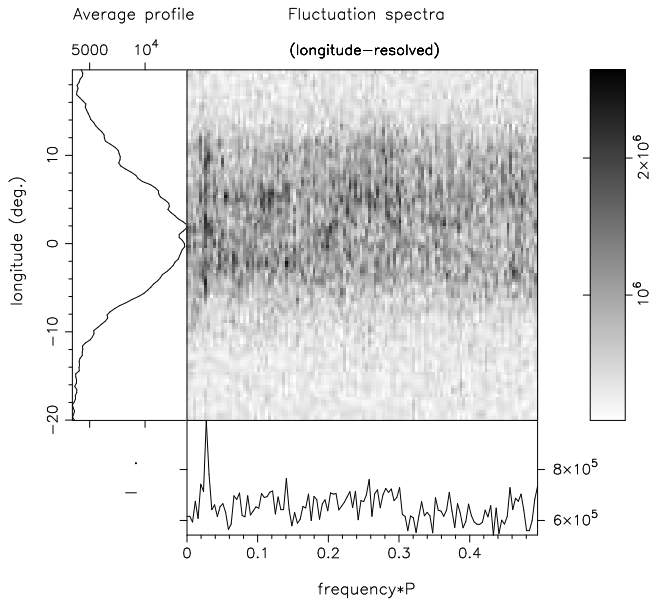 Average profile
Fluctuation spectra
5000 10⁴
(longitude−resolved)
longitude (deg.)
10
0
−10
−20
2×10⁶
10⁶
8×10⁵
6×10⁵
0 0.1 0.2 0.3 0.4
frequency*P